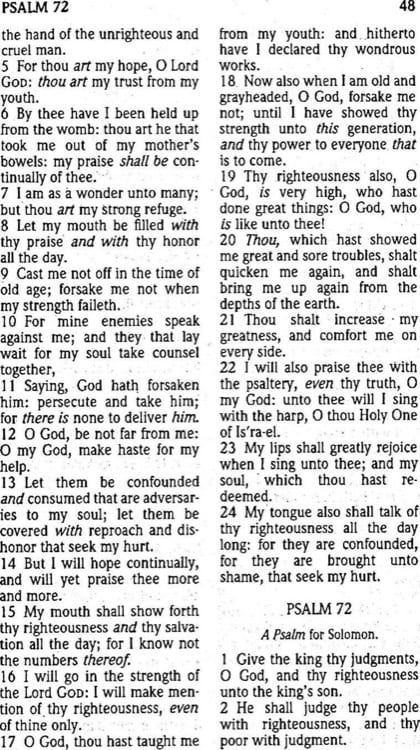 PSALM 72
48
the hand of the unrighteous and
cruel man.
5 For thou art my hope, O Lord
GOD: thou art my trust from my
youth.
6 By thee have I been held up
from the womb: thou art he that
took me out of my mother's
bowels: my praise shall be con-
tinually of thee.
7 I am as a wonder unto many;
but thou art my strong refuge.
8 Let my mouth be filled with
thy praise and with thy honor
all the day.
9 Cast me not off in the time of
old age; forsake me not when
my strength faileth.
10 For mine enemies speak
against me; and they that lay
wait for my soul take counsel
together,
11 Saying, God hath forsaken
him: persecute and take him;
for there is none to deliver him.
12 O God, be not far from me:
O my God, make haste for my
help.
13 Let them be confounded
and consumed that are adversar-
ies to my soul; let them be
covered with reproach and dis-
honor that seek my hurt.
14 But I will hope continually,
and will yet praise thee more
and more.
15 My mouth shall show forth
thy righteousness and thy salva-
tion all the day; for I know not
the numbers thereof.
16 I will go in the strength of
the Lord GOD: I will make men-
tion of thy righteousness, even
of thine only.
17 O God, thou hast taught me
from my youth: and hitherto
have I declared thy wondrous
works.
18 Now also when I am old and
grayheaded, O God, forsake me
not; until I have showed thy
strength unto this generation,
and thy power to everyone that
is to come.
19 Thy righteousness also, O
God, is very high, who hast
done great things: O God, who
is like unto thee!
20 Thou, which hast showed
me great and sore troubles, shalt
quicken me again, and shalt
bring me up again from the
depths of the earth.
21 Thou shalt increase my
greatness, and comfort me on
every side.
22 I will also praise thee with
the psaltery, even thy truth, O
my God: unto thee will I sing
with the harp, O thou Holy One
of Is'ra-el.
23 My lips shall greatly rejoice
when I sing unto thee; and my
soul, which thou hast re-
deemed.
24 My tongue also shall talk of
thy righteousness all the day
long: for they are confounded,
for they are brought unto
shame, that seek my hurt.
PSALM 72
A Psalm for Solomon.
1 Give the king thy judgments,
O God, and thy righteousness
unto the king's son.
2 He shall judge thy people
with righteousness, and thy
poor with judgment.